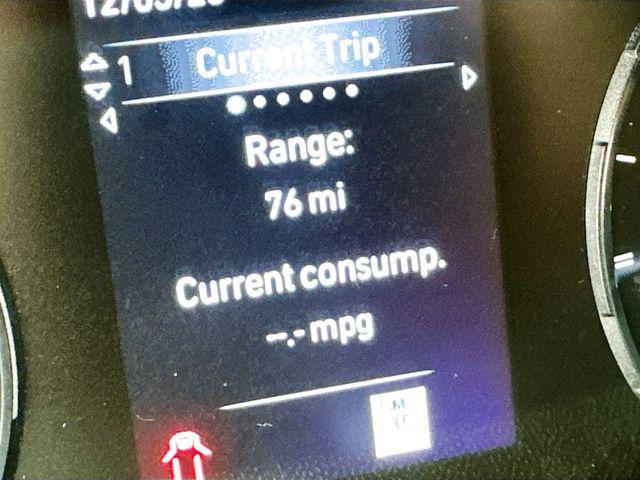 1
Current Trip
Range:
76 mi
Current consump.
--.- mpg